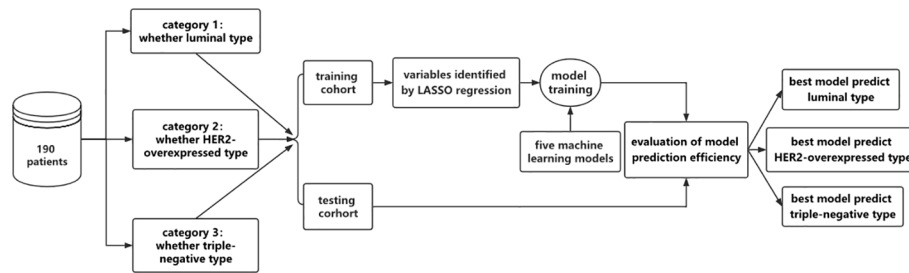 190
patients
category 1:
whether luminal type
category 2:
whether HER2-
overexpressed type
category 3:
whether triple-
negative type
training
cohort
testing
corhort
variables identified
by LASSO regression
model
training
five machine
learning models
evaluation of model
prediction efficiency
best model predict
luminal type
best model predict
HER2-overexpressed type
best model predict
triple-negative type